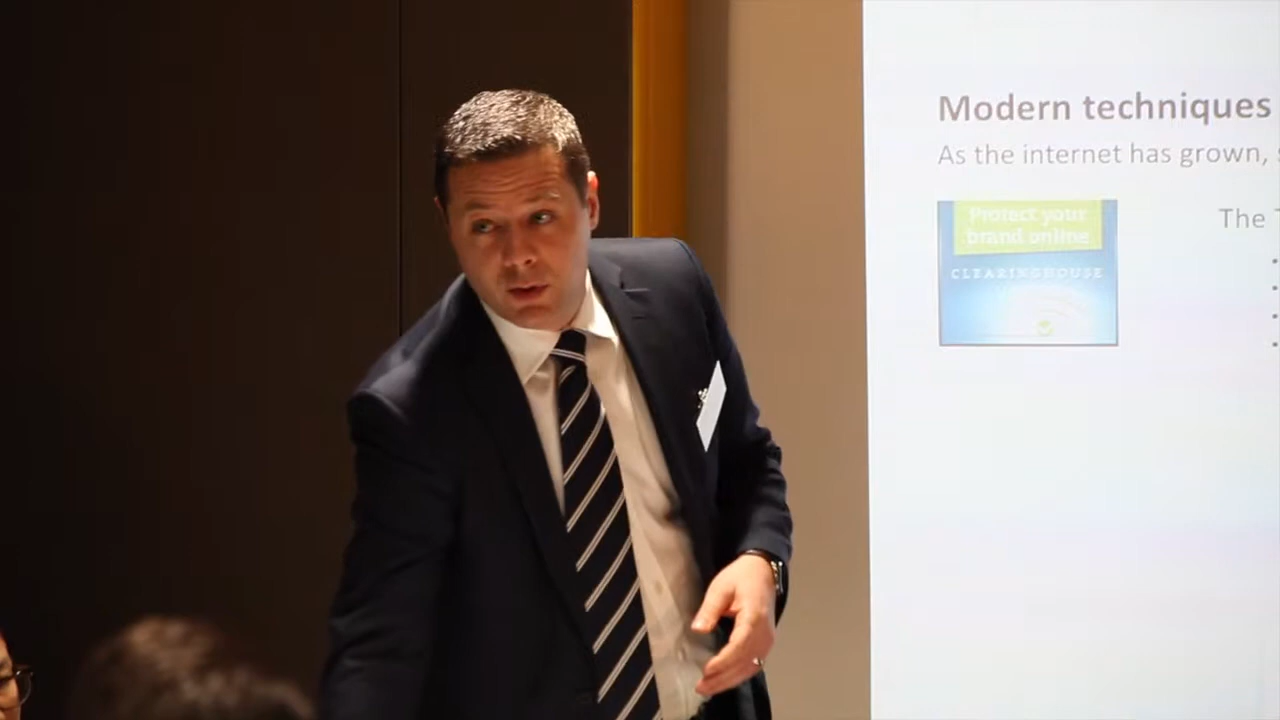 Modern techniques
As the internet has grown,
Protect your
brand online
CLEARINGHOUSE
The